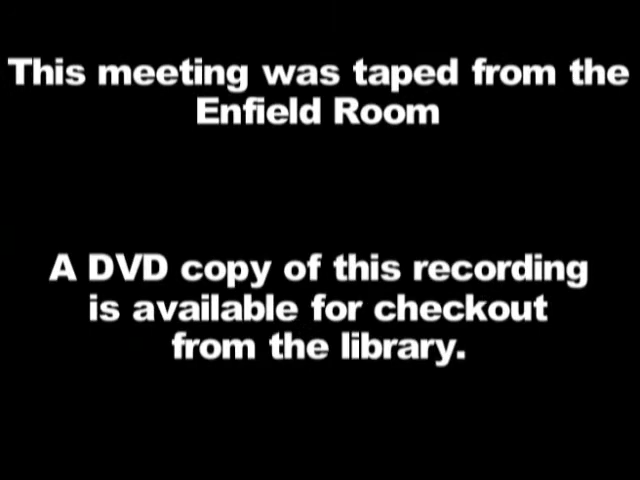 This meeting was taped from the
Enfield Room
A DVD copy of this recording
is available for checkout
from the library.